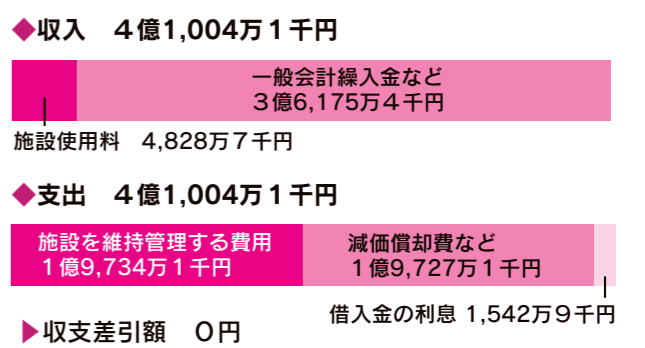 ◆収入　４億1,004万１千円
一般会計繰入金など
３億6,175万４千円
施設使用料　4,828万７千円
◆支出　４億1,004万１千円
施設を維持管理する費用
１億9,734万１千円
減価償却費など
１億9,727万１千円
借入金の利息 1,542万９千円
▶収支差引額　０円